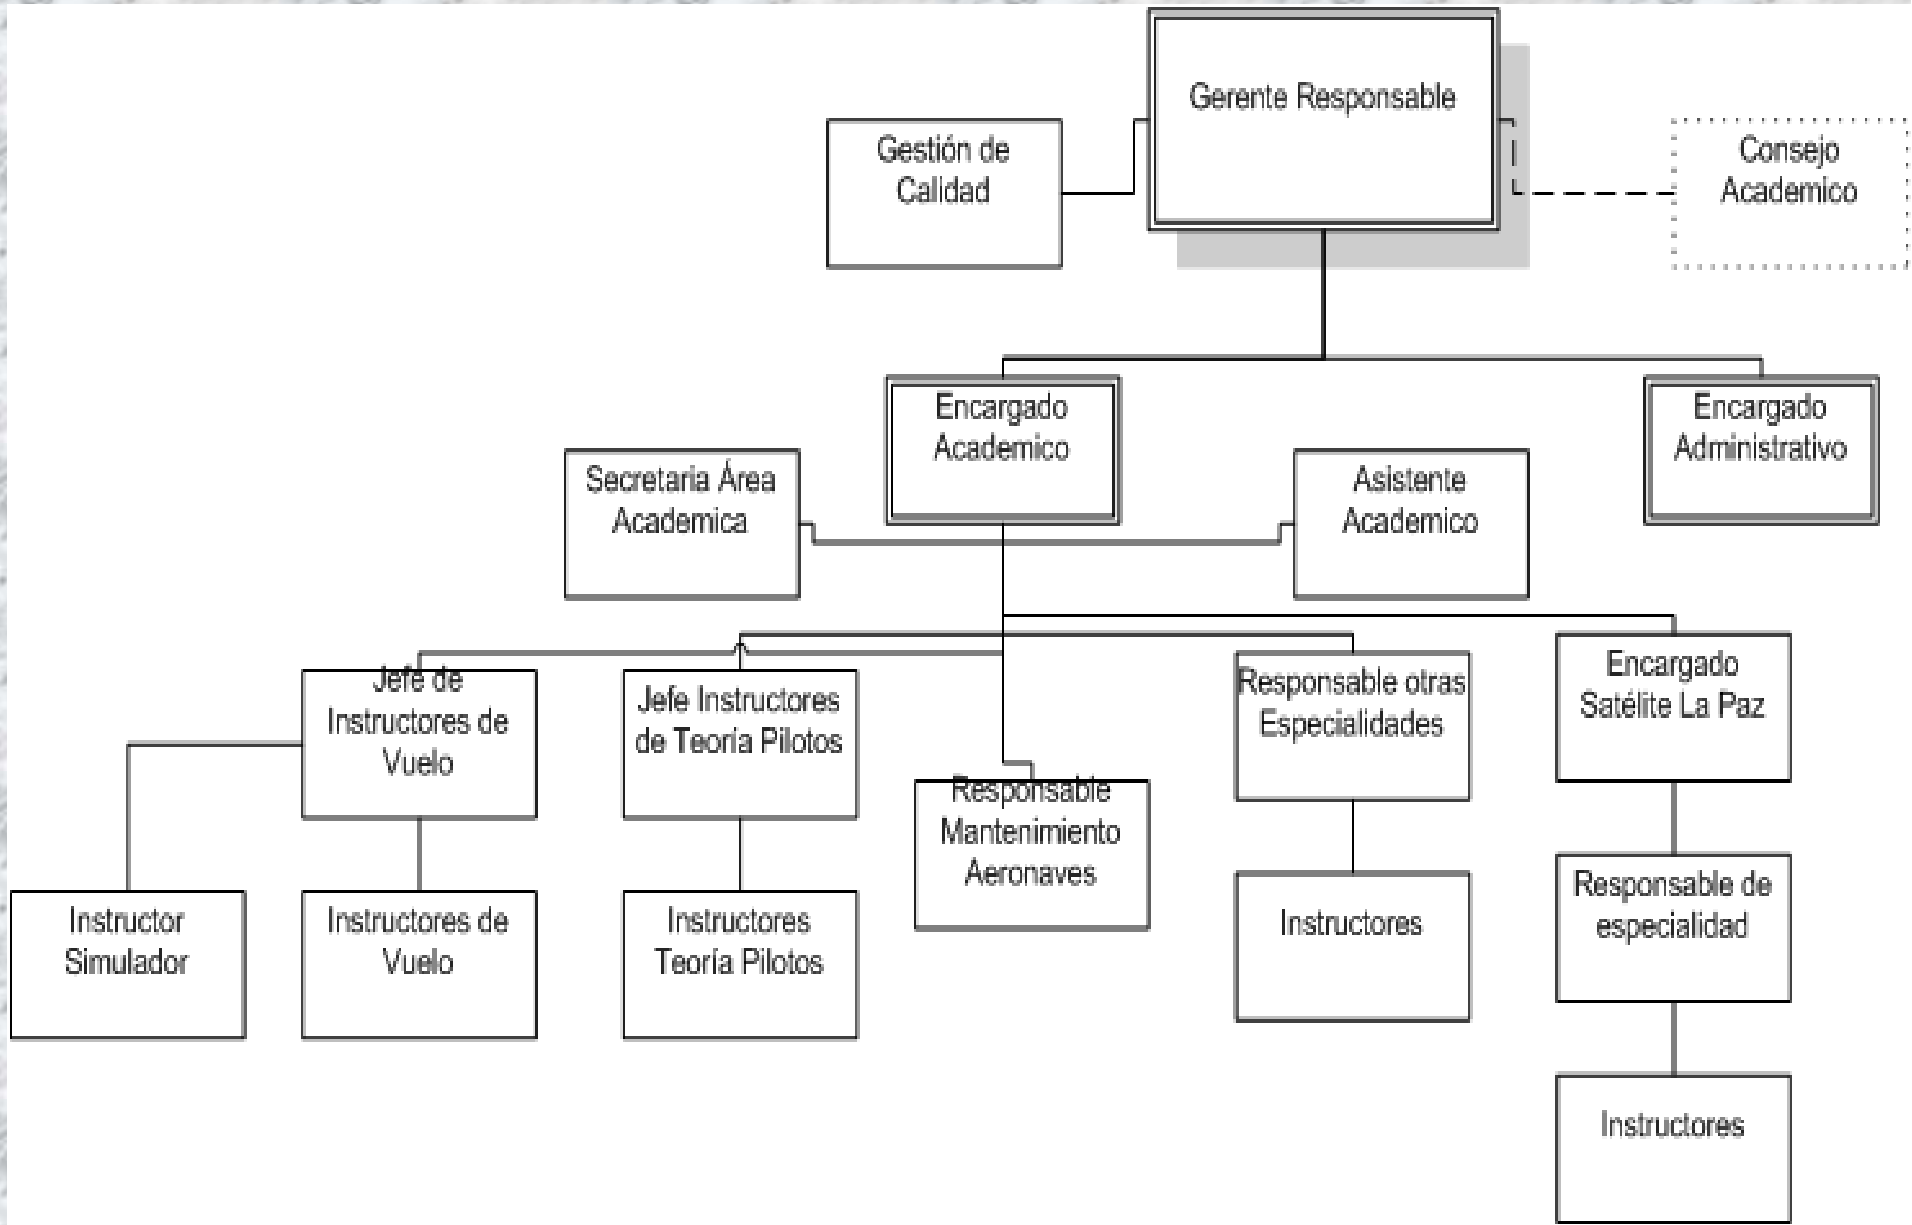 Gerente Responsable
Gestión de
Calidad
Consejo
Academico
Encargado
Academico
Encargado
Administrativo
Secretaria Área
Academica
Asistente
Academico
Jefe de
Instructores de
Vuelo
Jefe Instructores
de Teoría Pilotos
Responsable
Mantenimiento
Aeronaves
Responsable otras
Especialidades
Encargado
Satélite La Paz
Instructor
Simulador
Instructores de
Vuelo
Instructores
Teoría Pilotos
Instructores
Responsable de
especialidad
Instructores